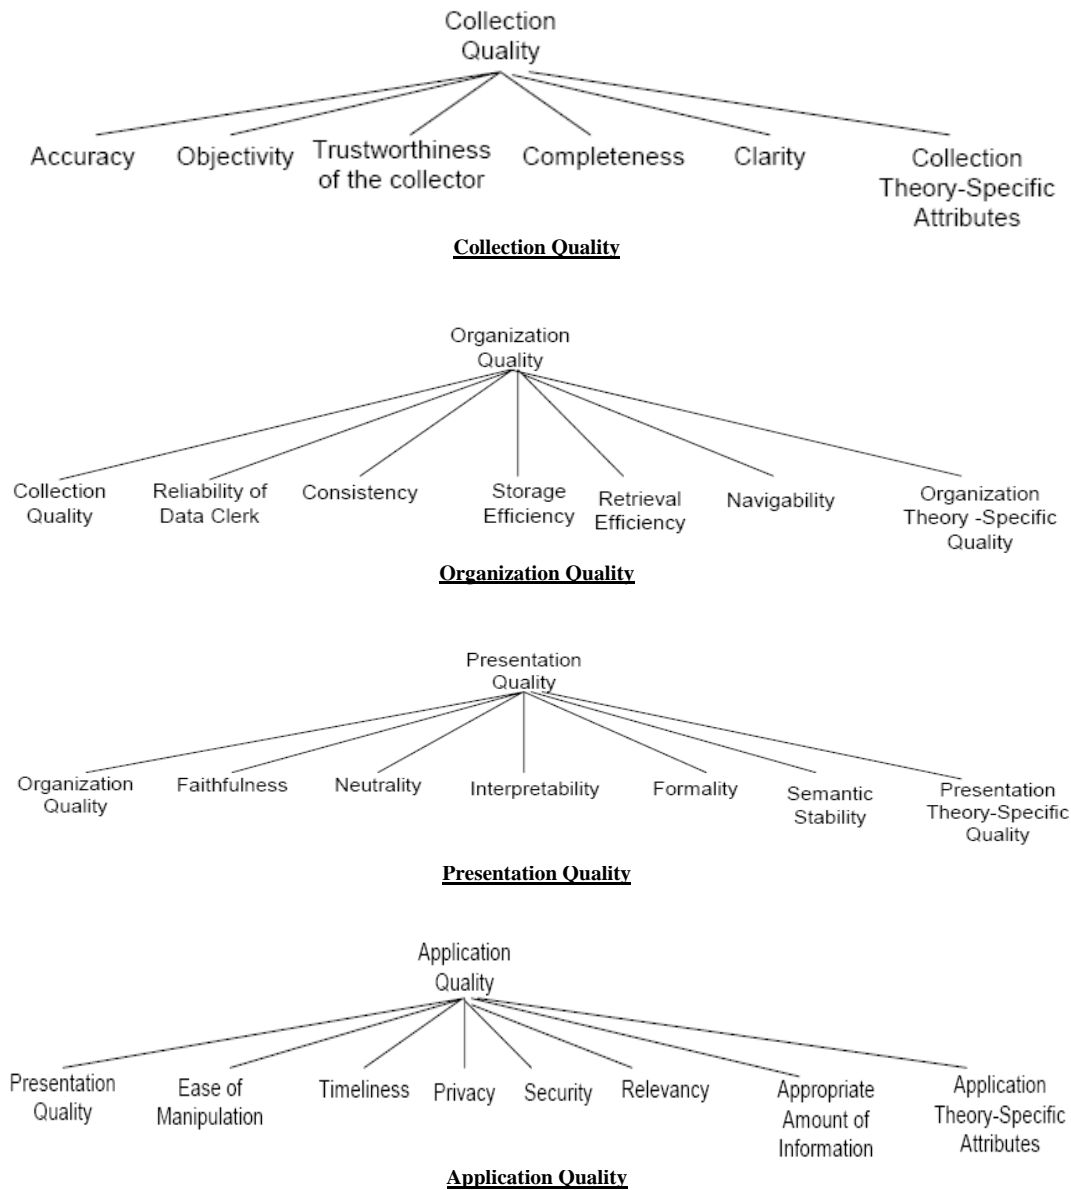 Collection
Quality
Accuracy
Objectivity
Trustworthiness
of the collector
Completeness
Clarity
Collection
Theory-Specific
Attributes
Collection Quality
Organization
Quality
Collection
Quality
Reliability of
Data Clerk
Consistency
Storage
Efficiency
Retrieval
Efficiency
Navigability
Organization
Theory -Specific
Quality
Organization Quality
Presentation
Quality
Organization
Quality
Faithfulness
Neutrality
Interpretability
Formality
Semantic
Stability
Presentation
Theory-Specific
Quality
Presentation Quality
Application
Quality
Presentation
Quality
Ease of
Manipulation
Timeliness
Privacy
Security
Relevancy
Appropriate
Amount of
Information
Application
Theory-Specific
Attributes
Application Quality